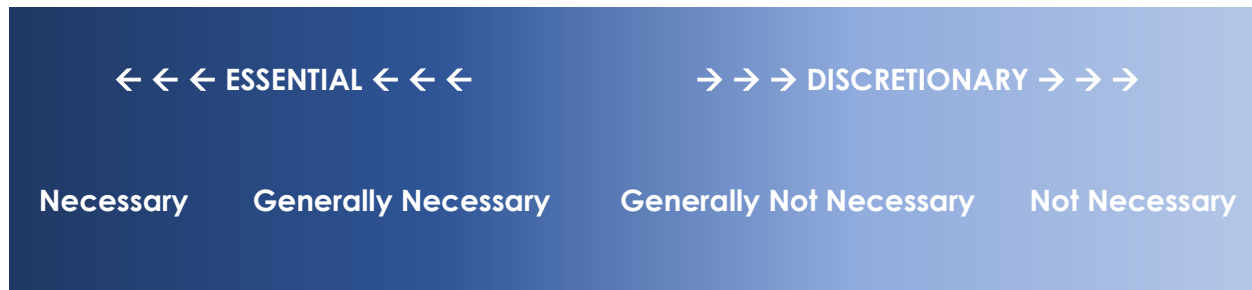 ← ← ← ESSENTIAL ← ← ← → → → DISCRETIONARY → → →
Necessary Generally Necessary Generally Not Necessary Not Necessary